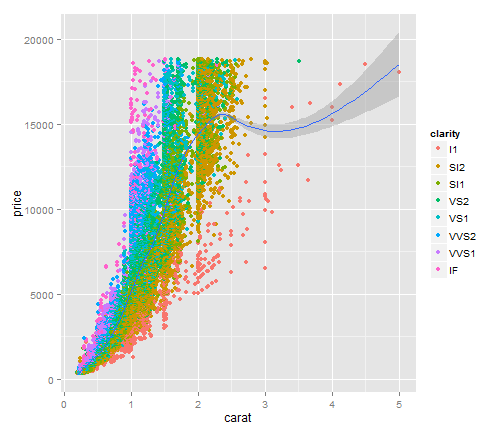 20000
15000
10000
5000
0
price
0 1 2 3 4 5
carat
clarity
I1
SI2
SI1
VS2
VS1
VVS2
VVS1
IF